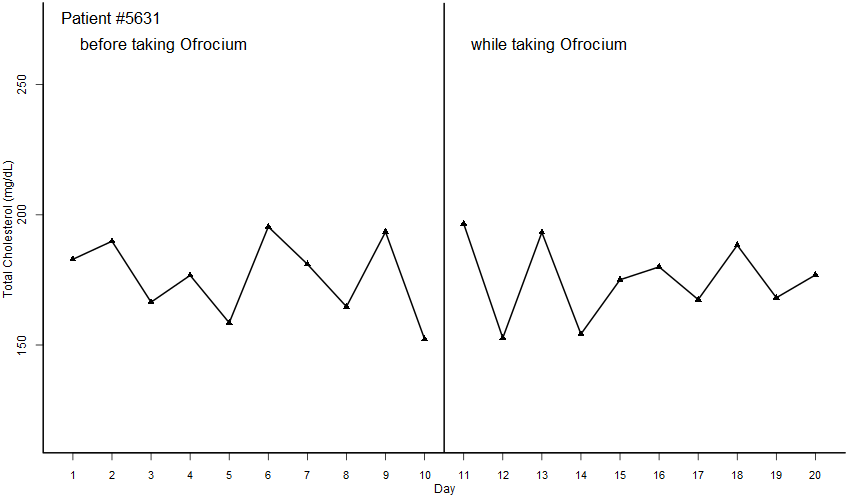 Patient #5631
before taking Ofrocium
while taking Ofrocium
Total Cholesterol (mg/dL)
250
200
150
1 2 3 4 5 6 7 8 9 10 11 12 13 14 15 16 17 18 19 20
Day